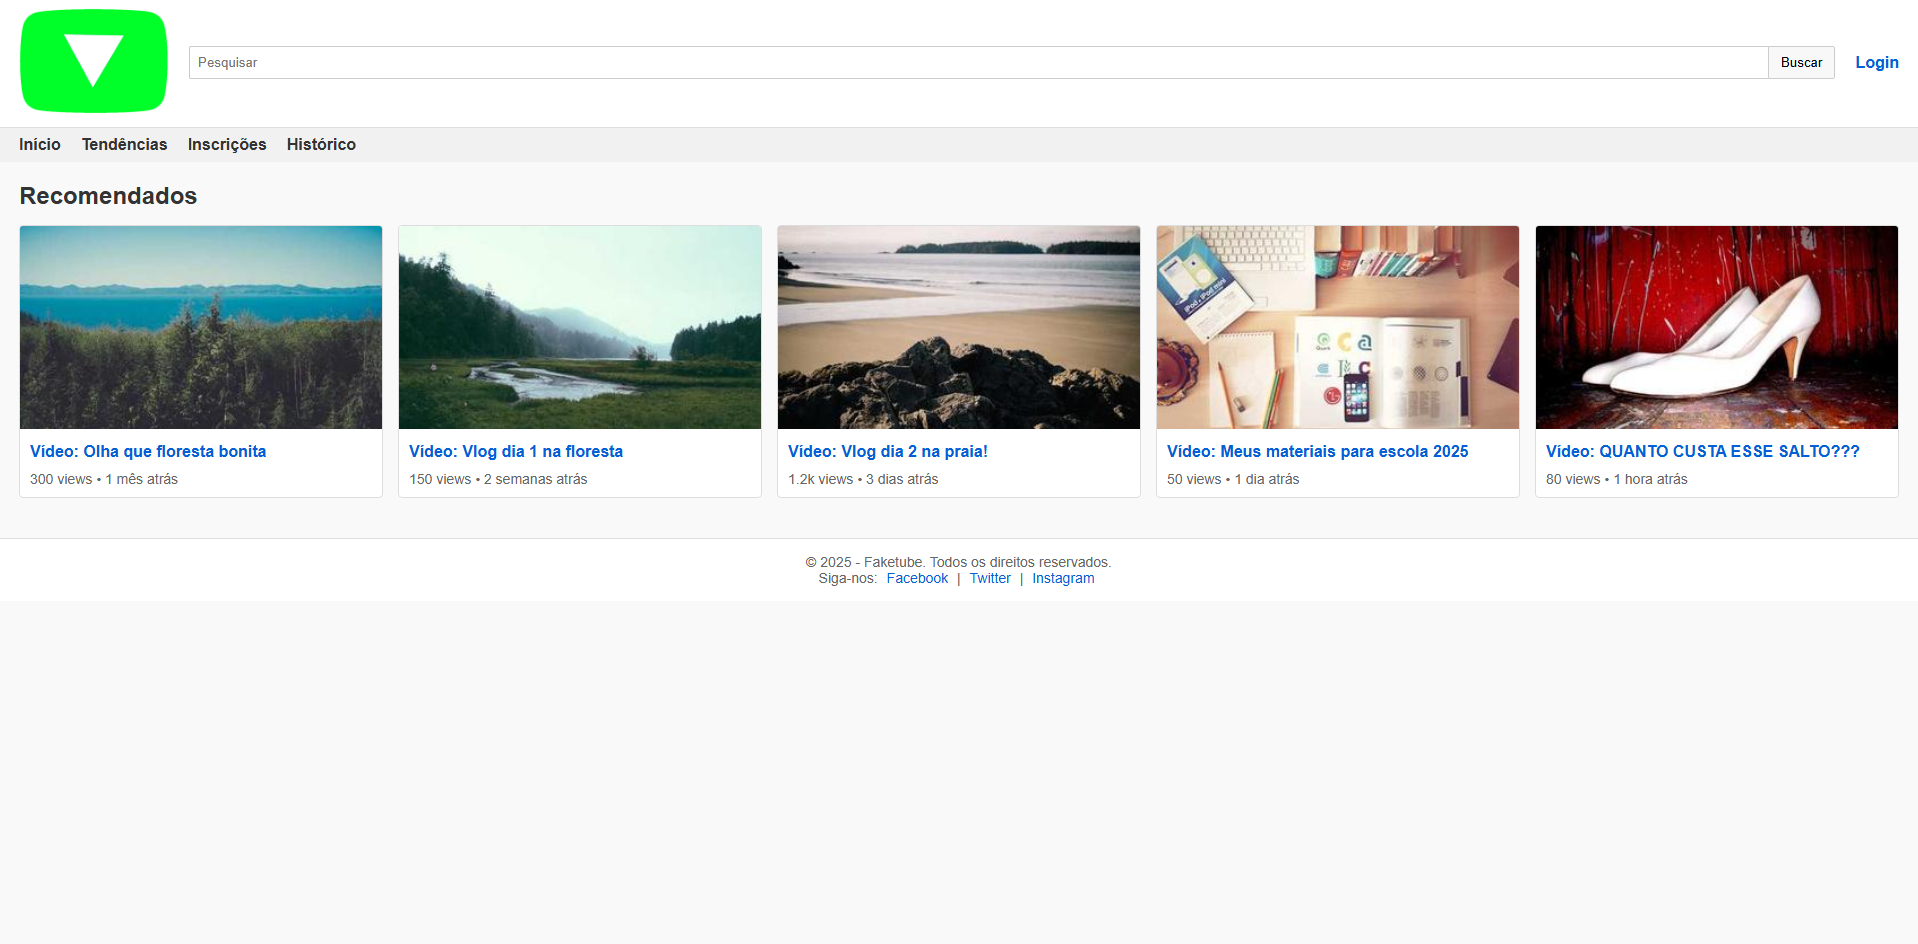 Pesquisar
Buscar
Login
Início Tendências Inscrições Histórico
Recomendados
iPod + iPod mini
Vídeo: Olha que floresta bonita
300 views • 1 mês atrás
Vídeo: Vlog dia 1 na floresta
150 views • 2 semanas atrás
Vídeo: Vlog dia 2 na praia!
1.2k views • 3 dias atrás
Vídeo: Meus materiais para escola 2025
50 views • 1 dia atrás
Vídeo: QUANTO CUSTA ESSE SALTO???
80 views • 1 hora atrás
© 2025 - Faketube. Todos os direitos reservados.
Siga-nos: Facebook | Twitter | Instagram